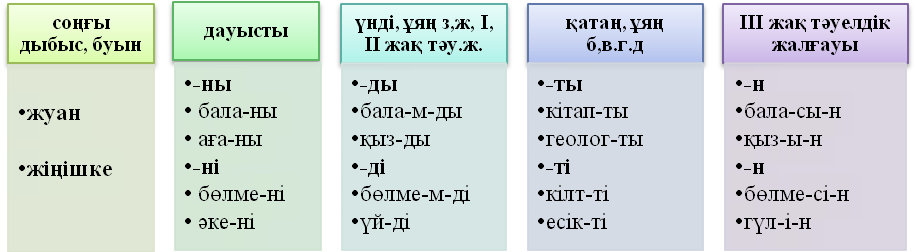 соңғы
дыбыс, буын
•жуан
•жіңішке
дауысты
•-ны
•бала-ны
•аға-ны
•-ні
•бөлме-ні
•әке-ні
үнді, ұяң з,ж, І,
ІІ жақ тәу.ж.
•-ды
•бала-м-ды
•қыз-ды
•-ді
•бөлме-м-ді
•үй-ді
қатаң, ұяң
б,в.г.д
•-ты
•кітап-ты
•геолог-ты
•-ті
•кілт-ті
•есік-ті
ІІІ жақ тәуелдік
жалғауы
•-н
•бала-сы-н
•қыз-ы-н
•-н
•бөлме-сі-н
•гүл-і-н